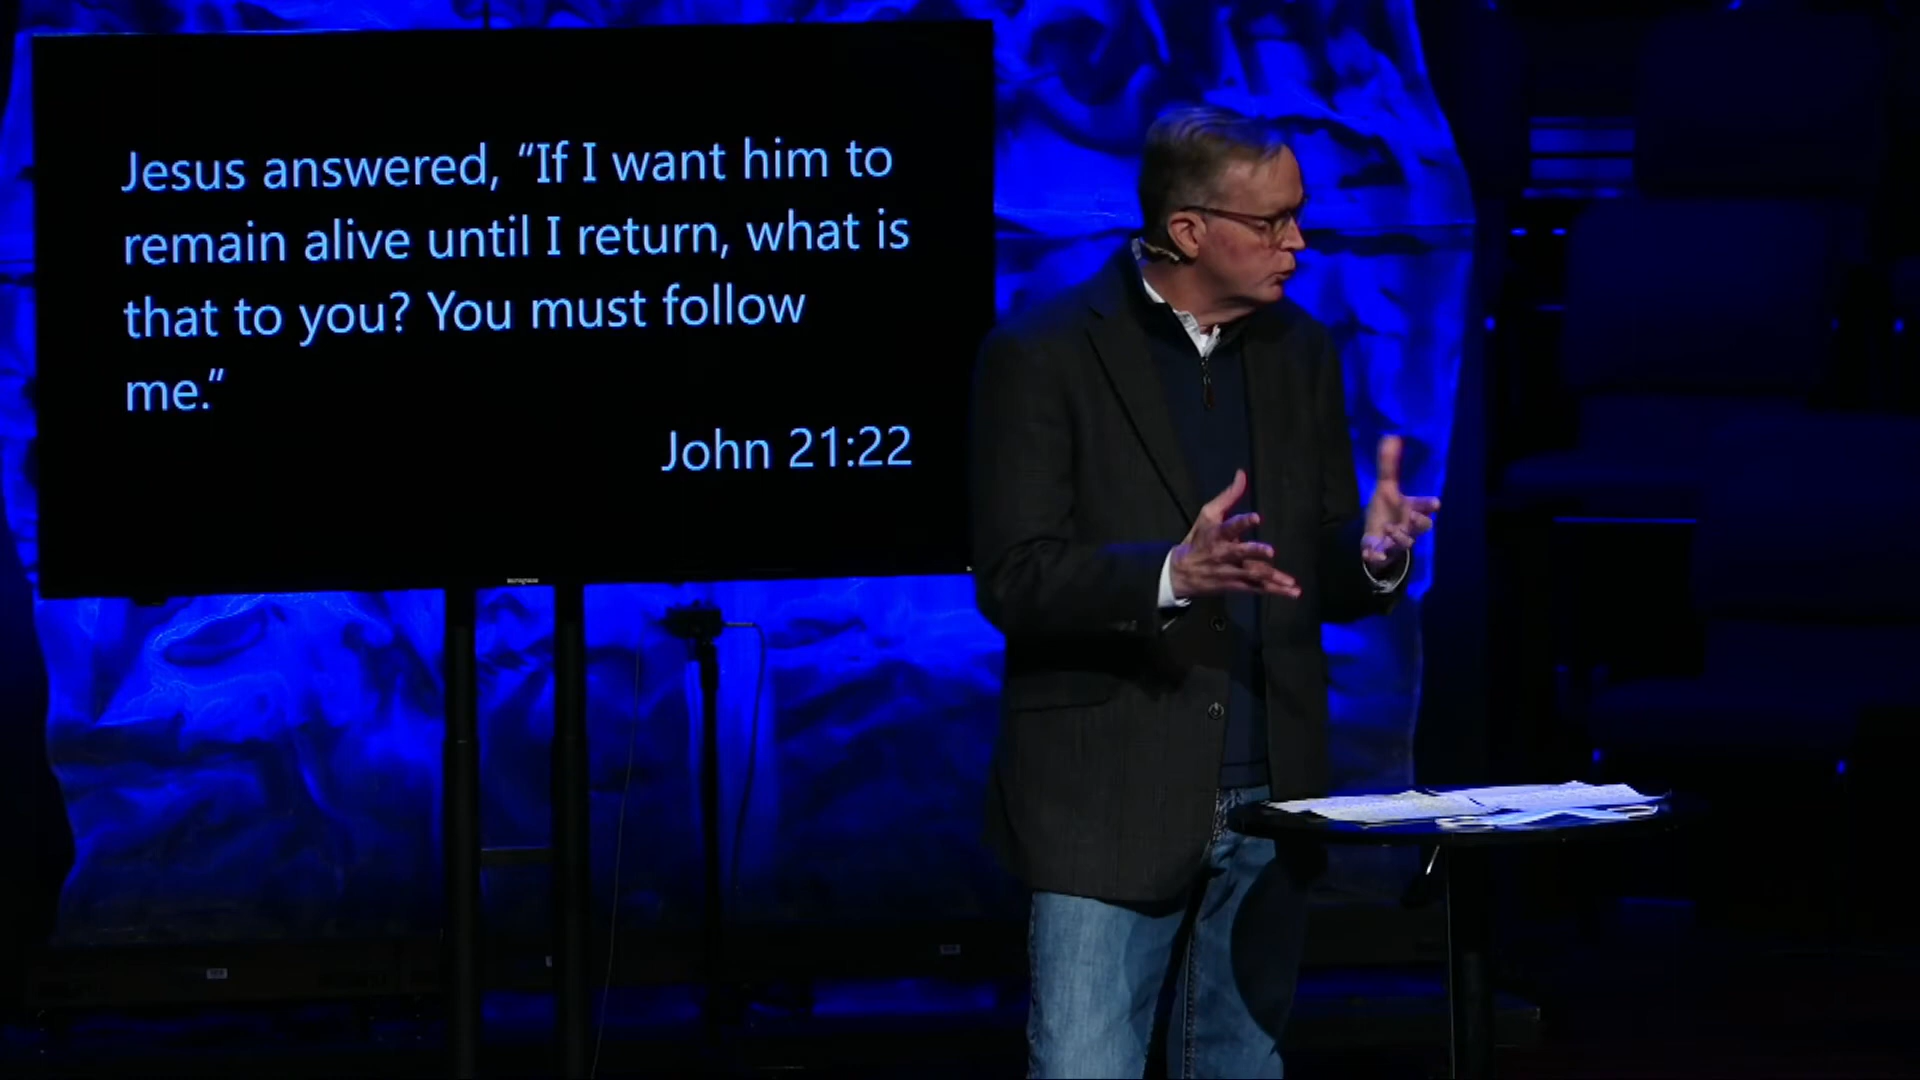 Jesus answered, “If I want him to
remain alive until I return, what is
that to you? You must follow
me.”
John 21:22